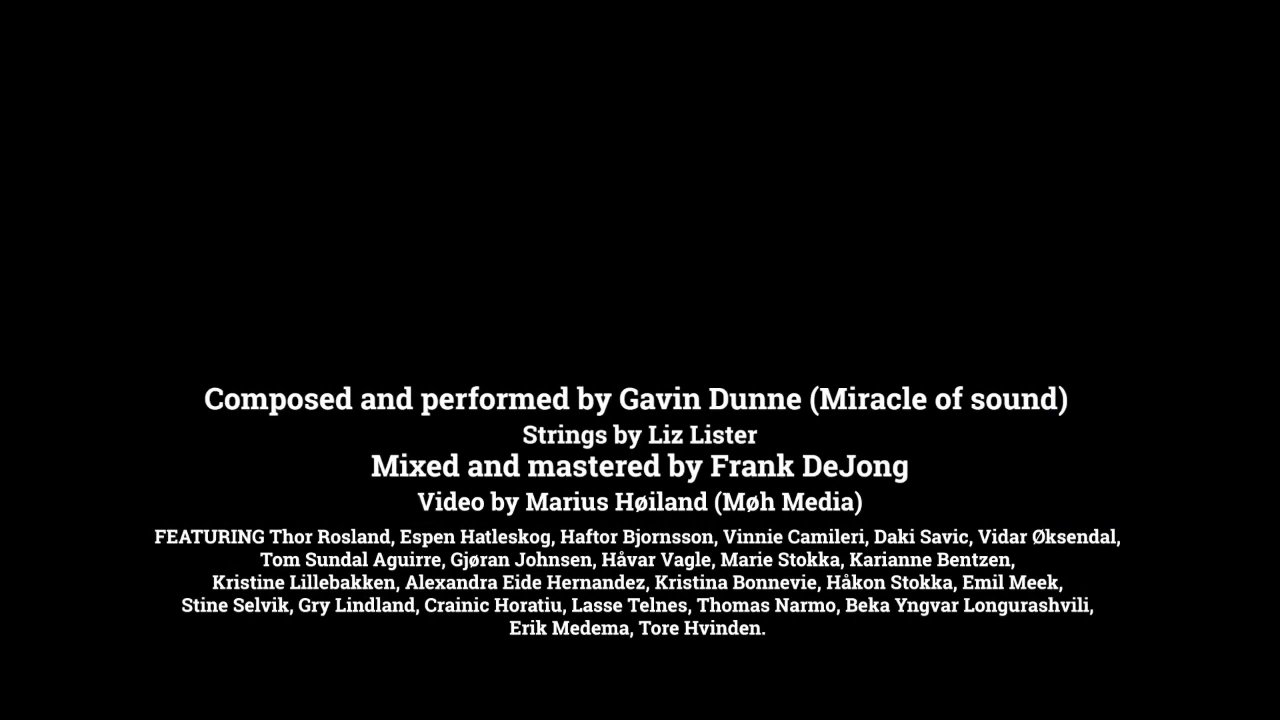 Composed and performed by Gavin Dunne (Miracle of sound)
Strings by Liz Lister
Mixed and mastered by Frank DeJong
Video by Marius Høiland (Møh Media)
FEATURING Thor Rosland, Espen Hatleskog, Haftor Bjornsson, Vinnie Camileri, Daki Savic, Vidar Øksendal,
Tom Sundal Aguirre, Gjøran Johnsen, Håvar Vagle, Marie Stokka, Karianne Bentzen,
Kristine Lillebakken, Alexandra Eide Hernandez, Kristina Bonnevie, Håkon Stokka, Emil Meek,
Stine Selvik, Gry Lindland, Crainic Horatiu, Lasse Telnes, Thomas Narmo, Beka Yngvar Longurashvili,
Erik Medema, Tore Hvinden.